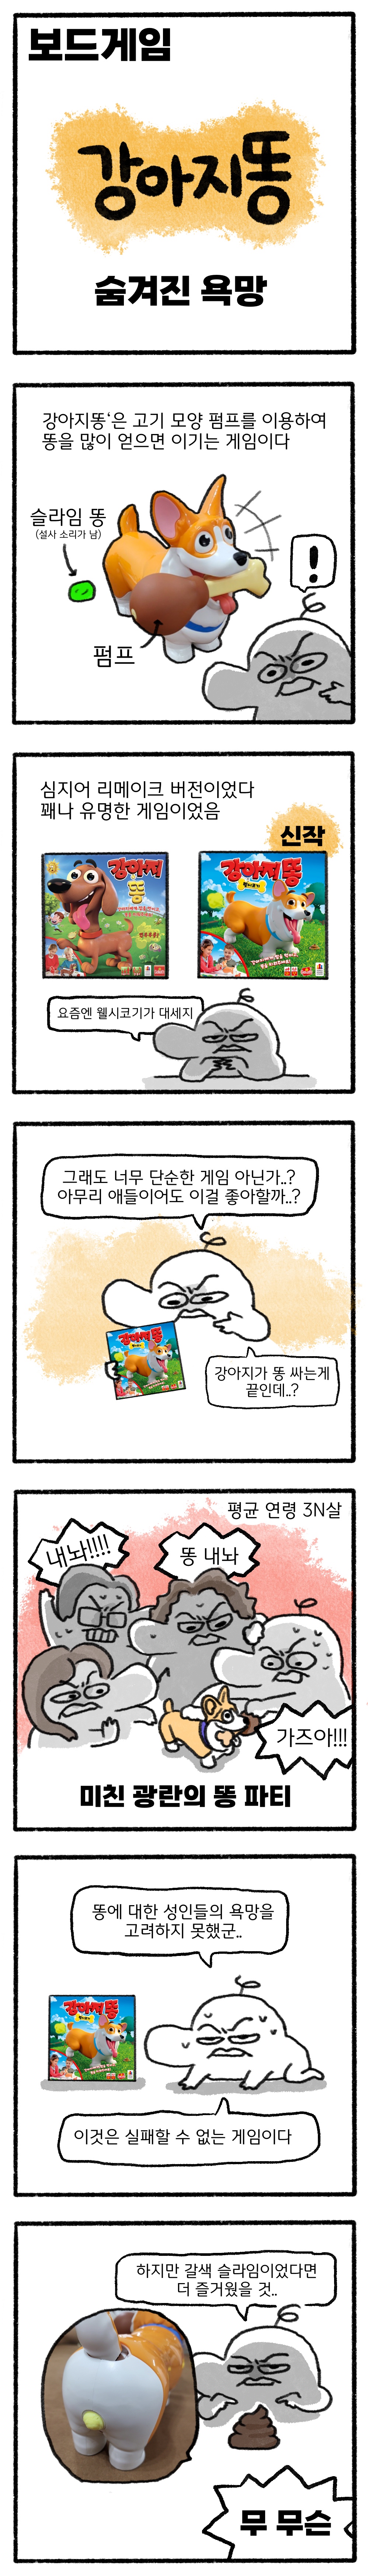 보드게임
강아지똥
숨겨진 욕망
강아지똥‘은 고기 모양 펌프를 이용하여
똥을 많이 얻으면 이기는 게임이다
슬라임 똥
(설사 소리가 남)
!
펌프
심지어 리메이크 버전이었다
꽤나 유명한 게임이었음
신작
강아지
똥
강아지똥
요즘엔 웰시코기가 대세지
그래도 너무 단순한 게임 아닌가..?
아무리 애들이어도 이걸 좋아할까..?
강아지똥
강아지가 똥 싸는게
끝인데..?
평균 연령 3N살
내놔!!!!
똥 내놔
가즈아!!!
미친 광란의 똥 파티
똥에 대한 성인들의 욕망을
고려하지 못했군..
강아지똥
이것은 실패할 수 없는 게임이다
하지만 갈색 슬라임이었다면
더 즐거웠을 것..
무 무슨